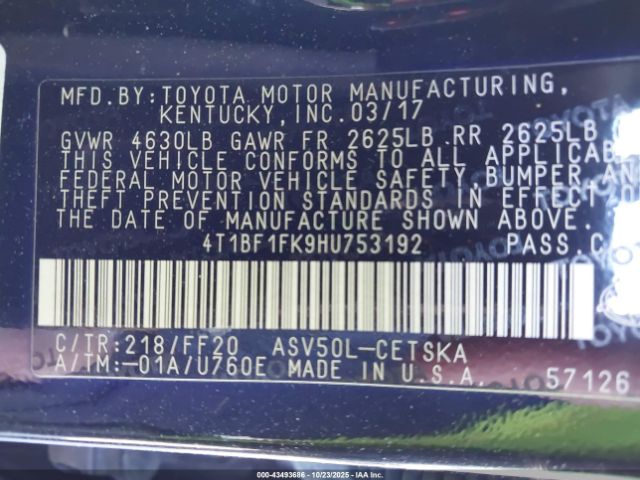 MFD. BY: TOYOTA MOTOR MANUFACTURING,
KENTUCKY, INC. 03/17
GVWR 4630LB GAWR FR 2625LB RR 2625LB
THIS VEHICLE CONFORMS TO ALL APPLICABLE
FEDERAL MOTOR VEHICLE SAFETY, BUMPER, AN
THEFT PREVENTION STANDARDS IN EFFECT O
THE DATE OF MANUFACTURE SHOWN ABOVE.
4T1BF1FK9HU753192 PASS. C
C/TR: 218/FF20 ASV50L-CETSKA
A/TM: -01A/U760E MADE IN U.S.A. 57126
000-43493686 - 10/23/2025 - IAA Inc.